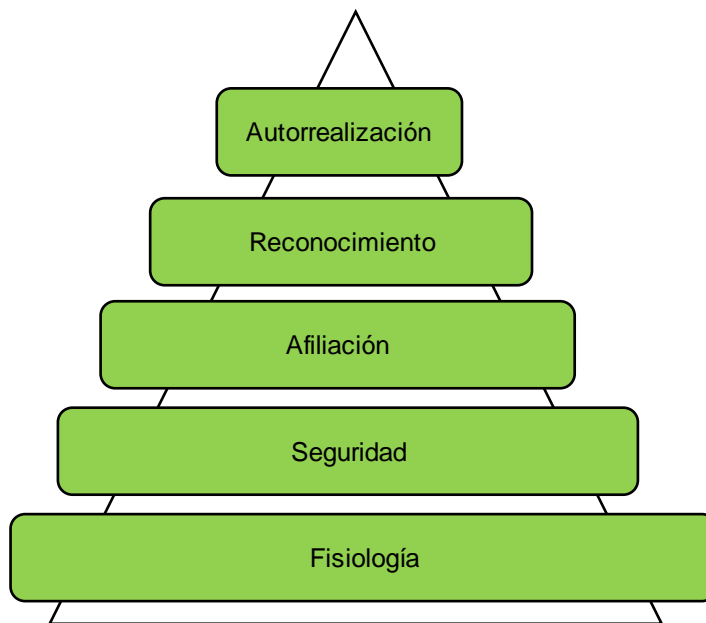 Autorrealización
Reconocimiento
Afiliación
Seguridad
Fisiología